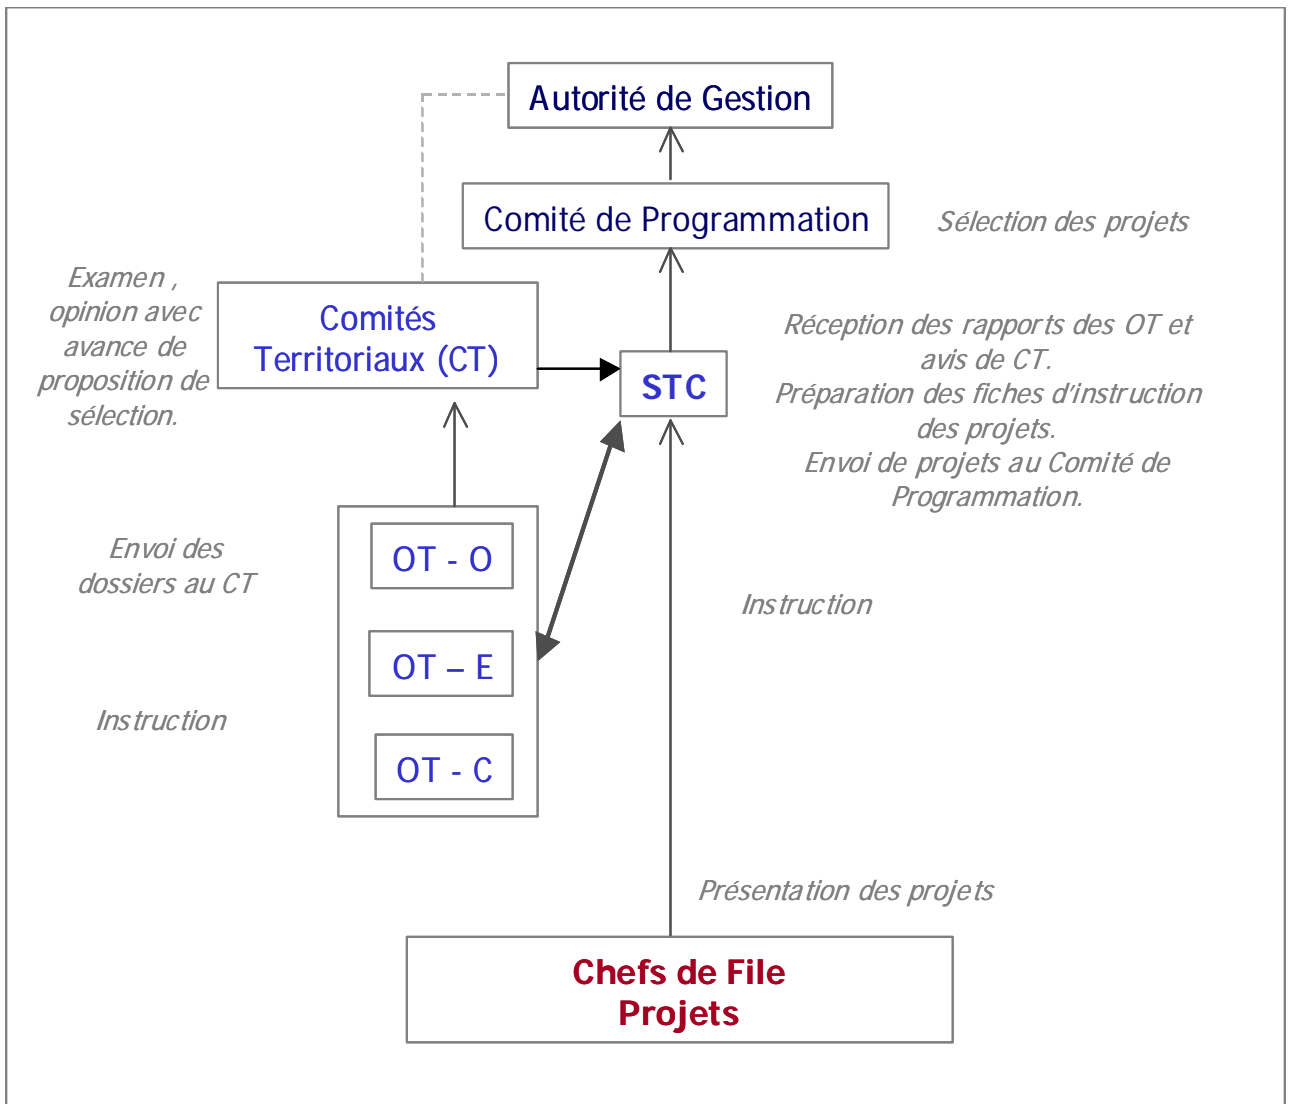 Autorité de Gestion
Comité de Programmation
Sélection des projets
Examen ,
opinion avec
avance de
proposition de
sélection.
Comités
Territoriaux (CT)
STC
Réception des rapports des OT et
avis de CT.
Préparation des fiches d'instruction
des projets.
Envoi de projets au Comité de
Programmation.
Envoi des
dossiers au CT
OT - O
Instruction
OT – E
Instruction
OT - C
Présentation des projets
Chefs de File
Projets